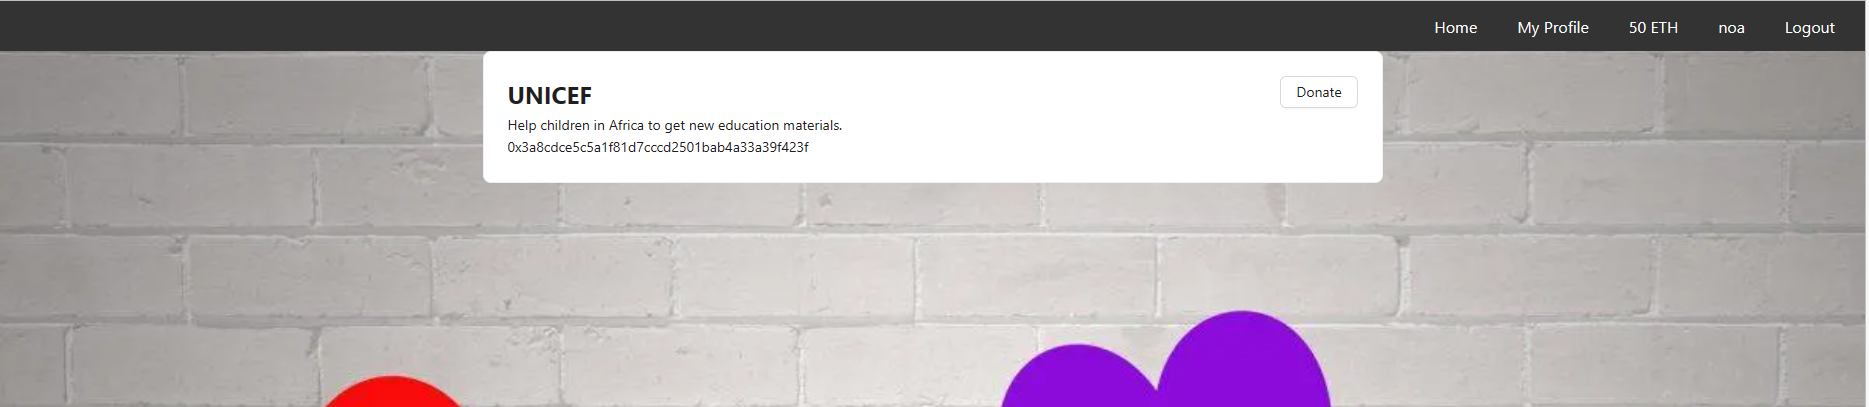 Home My Profile 50 ETH noa Logout
UNICEF
Donate
Help children in Africa to get new education materials.
0x3a8cdce5c5a1f81d7cccd2501bab4a33a39f423f